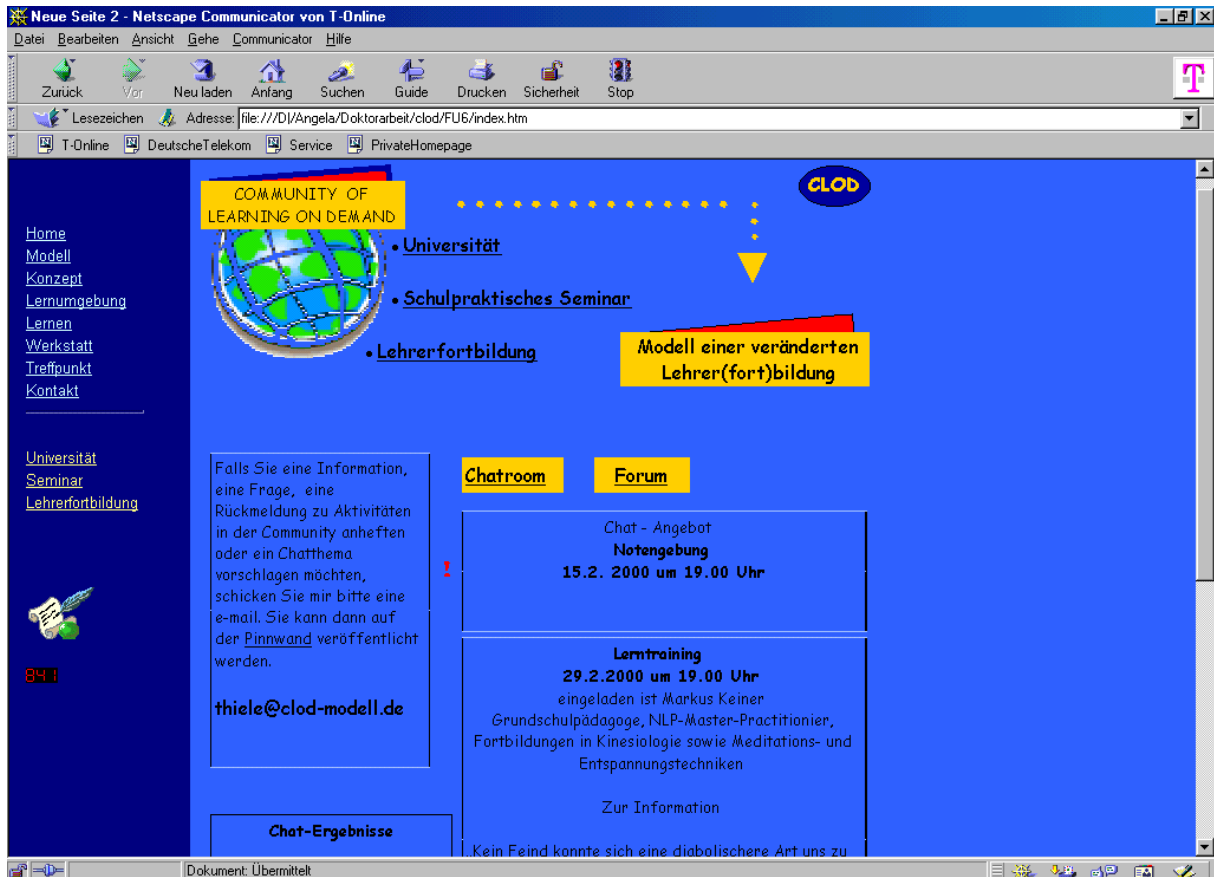 Neue Seite 2 - Netscape Communicator von T-Online
Datei Bearbeiten Ansicht Gehe Communicator Hilfe
Zurück Vor Neu laden Anfang Suchen Guide Drucken Sicherheit Stop
T
Lesezeichen Adresse: file:///D|/Angela/Doktorarbeit/clod/FU6/index.htm
T-Online DeutscheTelekom Service PrivateHomepage
Home
Modell
Konzept
Lernumgebung
Lernen
Werkstatt
Treffpunkt
Kontakt
Universität
Seminar
Lehrerfortbildung
841
COMMUNITY OF
LEARNING ON DEMAND
CLOD
• Universität
• Schulpraktisches Seminar
• Lehrerfortbildung
Modell einer veränderten
Lehrer(fort)bildung
Falls Sie eine Information,
eine Frage, eine
Rückmeldung zu Aktivitäten
in der Community anheften
oder ein Chatthema
vorschlagen möchten,
schicken Sie mir bitte eine
e-mail. Sie kann dann auf
der Pinnwand veröffentlicht
werden.
thiele@clod-modell.de
Chat-Ergebnisse
Chatroom Forum
!
Chat - Angebot
Notengebung
15.2. 2000 um 19.00 Uhr
Lerntraining
29.2.2000 um 19.00 Uhr
eingeladen ist Markus Keiner
Grundschulpädagoge, NLP-Master-Practitionier,
Fortbildungen in Kinesiologie sowie Meditations- und
Entspannungstechniken
Zur Information
..Kein Feind konnte sich eine diabolischere Art uns zu
Dokument: Übermittelt